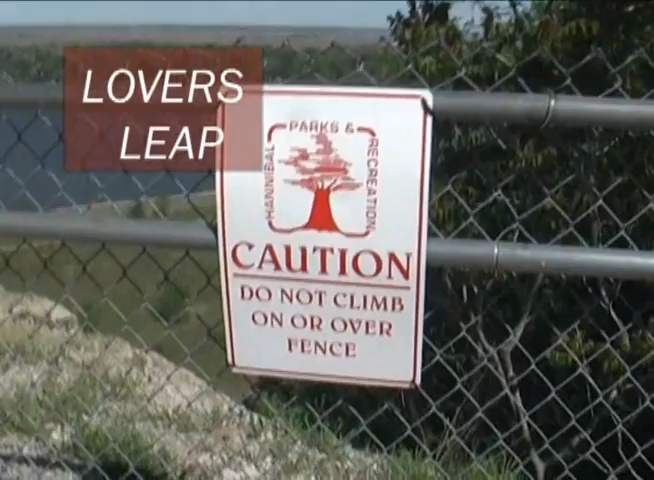 LOVERS
LEAP
HANNIBAL
PARKS &
RECREATION
CAUTION
DO NOT CLIMB
ON OR OVER
FENCE